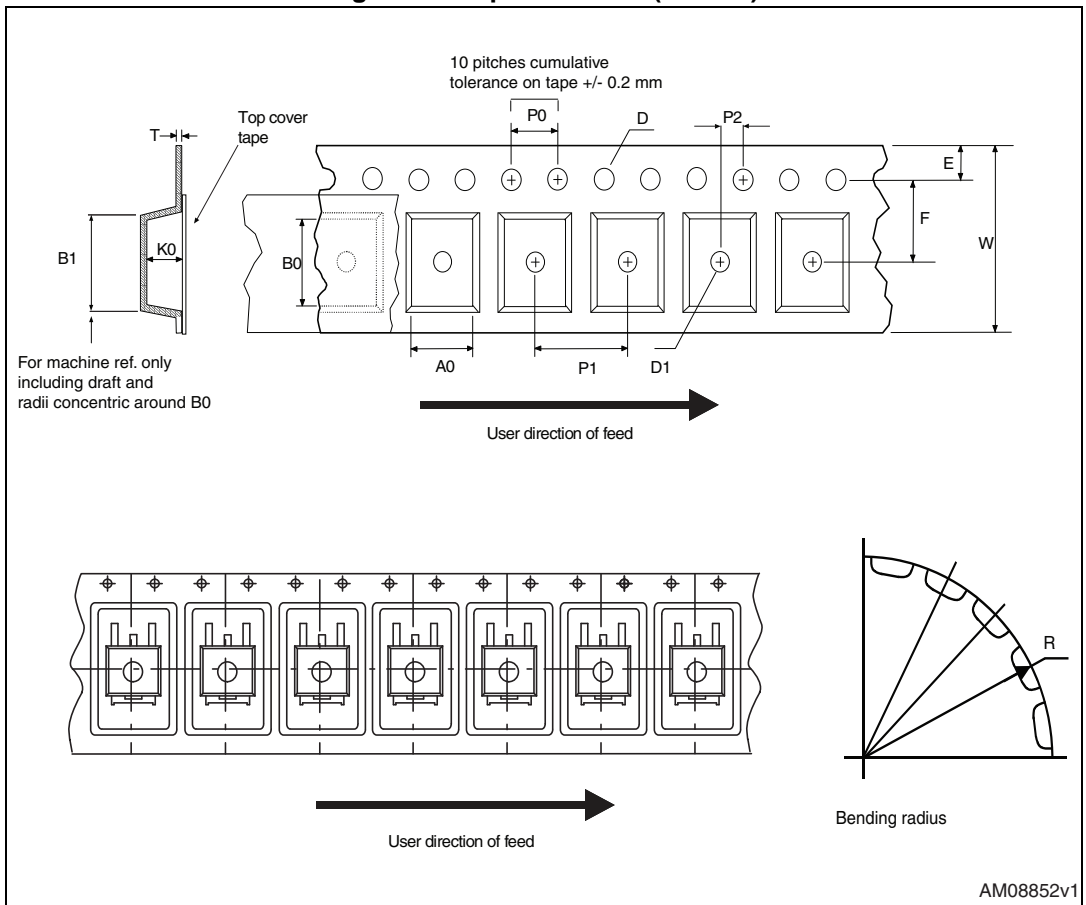 10 pitches cumulative
tolerance on tape +/- 0.2 mm
Top cover
tape
T
P0
D
P2
E
F
W
B1
K0
B0
For machine ref. only
including draft and
radii concentric around B0
A0
P1
D1
User direction of feed
R
Bending radius
User direction of feed
AM08852v1